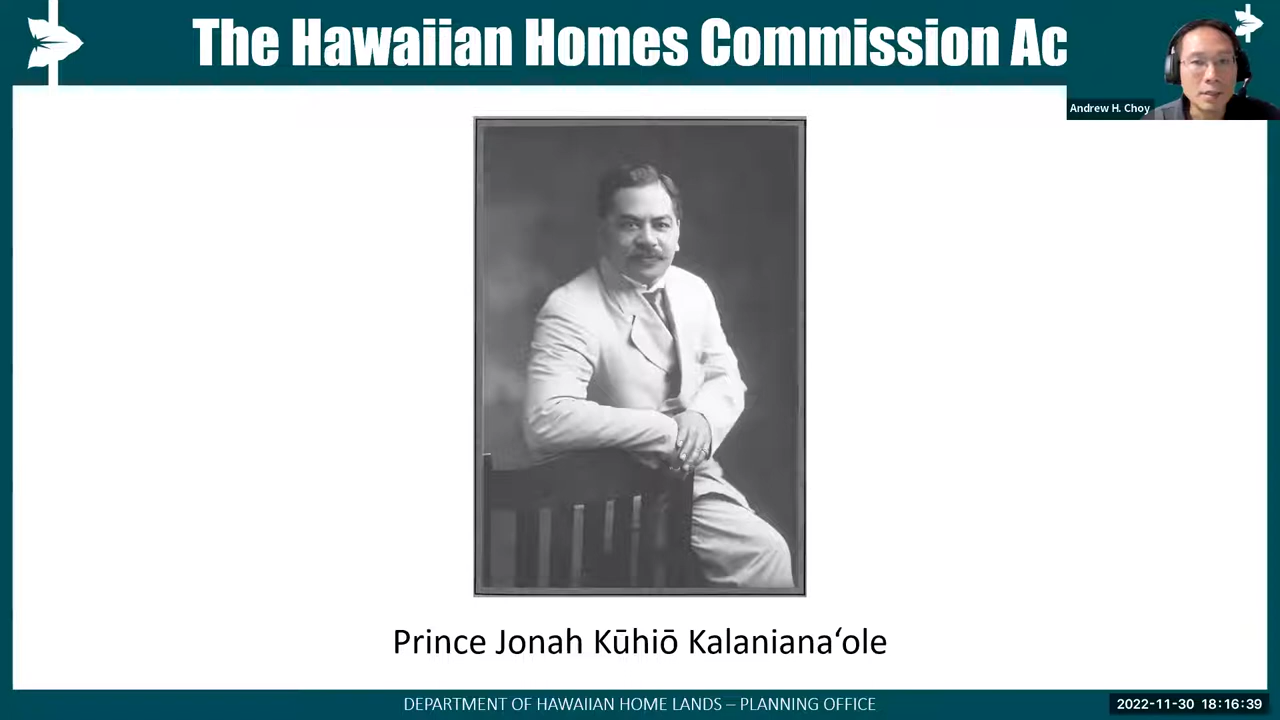 The Hawaiian Homes Commission Ac
Andrew H. Choy
Prince Jonah Kūhiō Kalanianaʻole
DEPARTMENT OF HAWAIIAN HOME LANDS – PLANNING OFFICE
2022-11-30 18:16:39